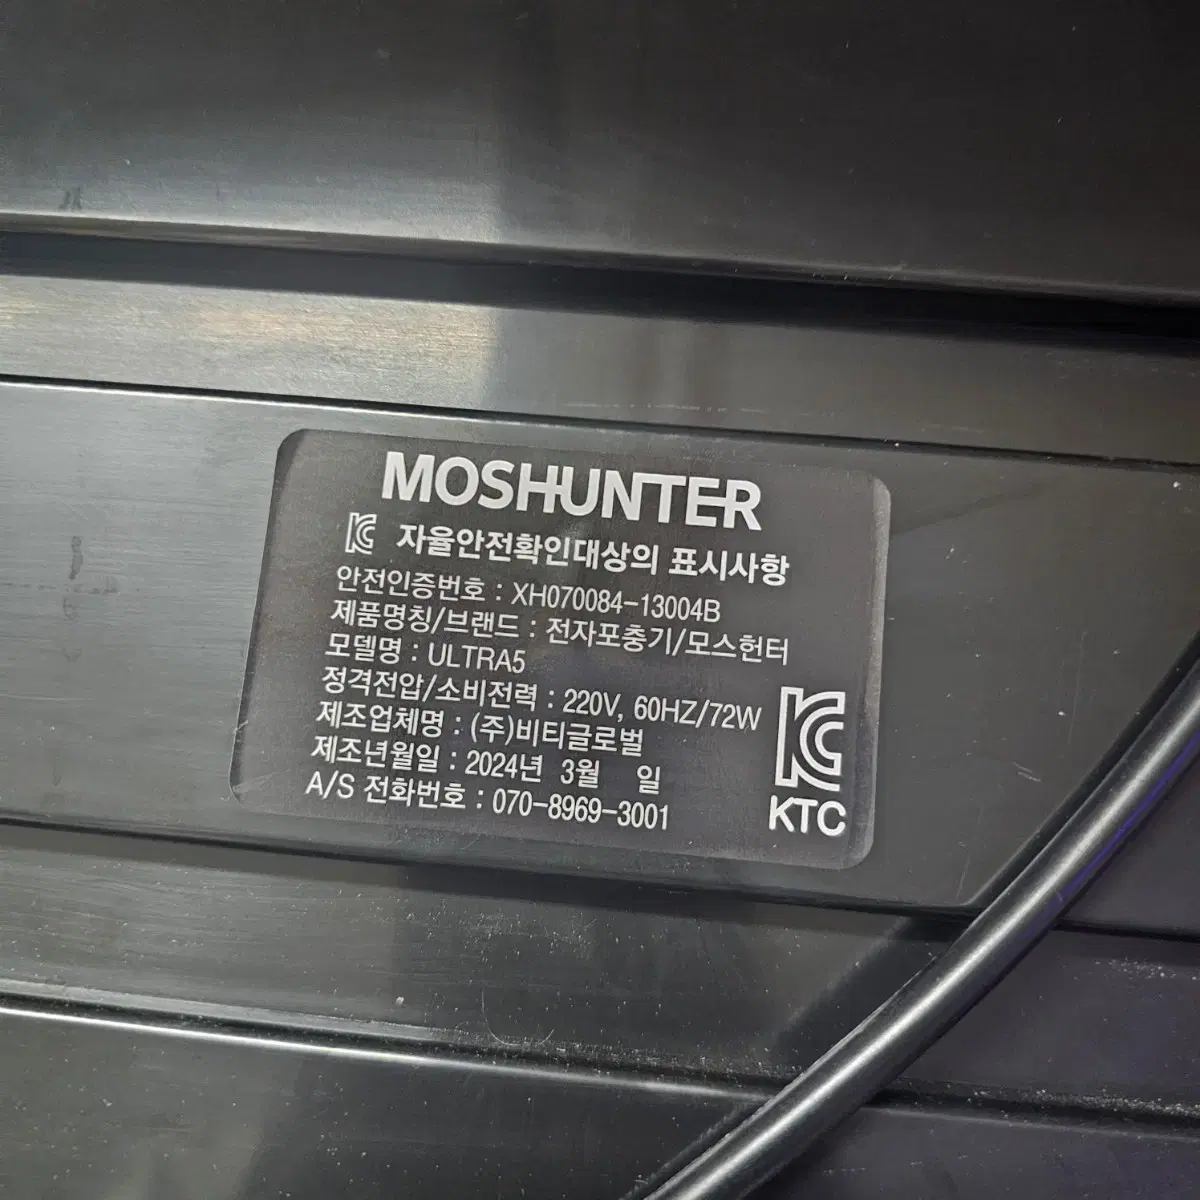 MOSHUNTER
KC 자율안전확인대상의 표시사항
안전인증번호 : XH070084-13004B
제품명칭/브랜드 : 전자포충기/모스헌터
모델명 : ULTRA5
정격전압/소비전력 : 220V, 60HZ/72W
제조업체명 : (주)비티글로벌
제조년월일 : 2024년 3월 일
A/S 전화번호 : 070-8969-3001
KC
KTC